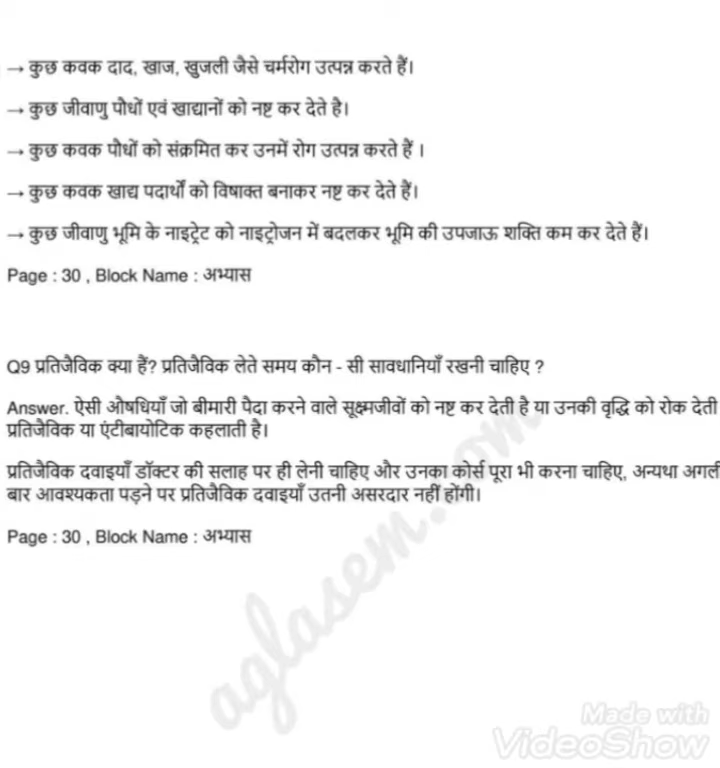 → कुछ कवक दाद, खाज, खुजली जैसे चर्मरोग उत्पन्न करते हैं।
→ कुछ जीवाणु पौधों एवं खाद्यानों को नष्ट कर देते है।
→ कुछ कवक पौधों को संक्रमित कर उनमें रोग उत्पन्न करते हैं ।
→ कुछ कवक खाद्य पदार्थों को विषाक्त बनाकर नष्ट कर देते हैं।
→ कुछ जीवाणु भूमि के नाइट्रेट को नाइट्रोजन में बदलकर भूमि की उपजाऊ शक्ति कम कर देते हैं।
Page : 30 , Block Name : अभ्यास
Q9 प्रतिजैविक क्या हैं? प्रतिजैविक लेते समय कौन - सी सावधानियाँ रखनी चाहिए ?
Answer. ऐसी औषधियाँ जो बीमारी पैदा करने वाले सूक्ष्मजीवों को नष्ट कर देती है या उनकी वृद्धि को रोक देती
प्रतिजैविक या एंटीबायोटिक कहलाती है।
प्रतिजैविक दवाइयाँ डॉक्टर की सलाह पर ही लेनी चाहिए और उनका कोर्स पूरा भी करना चाहिए, अन्यथा अगली
बार आवश्यकता पड़ने पर प्रतिजैविक दवाइयाँ उतनी असरदार नहीं होंगी।
Page : 30 , Block Name : अभ्यास
aglasem.com
Made with
VideoShow